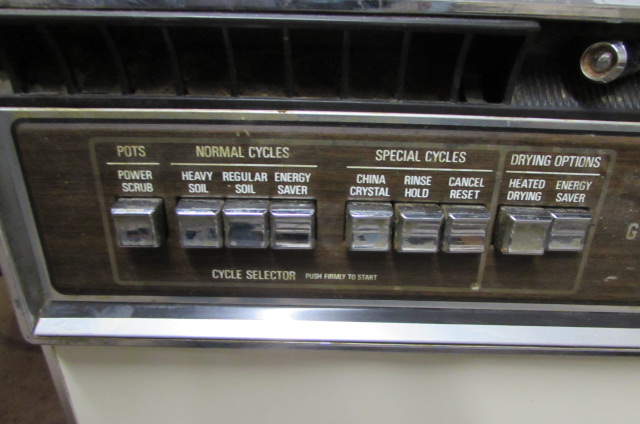 POTS NORMAL CYCLES SPECIAL CYCLES DRYING OPTIONS
POWER HEAVY REGULAR ENERGY CHINA RINSE CANCEL HEATED ENERGY
SCRUB SOIL SOIL SAVER CRYSTAL HOLD RESET DRYING SAVER
G
CYCLE SELECTOR PUSH FIRMLY TO START